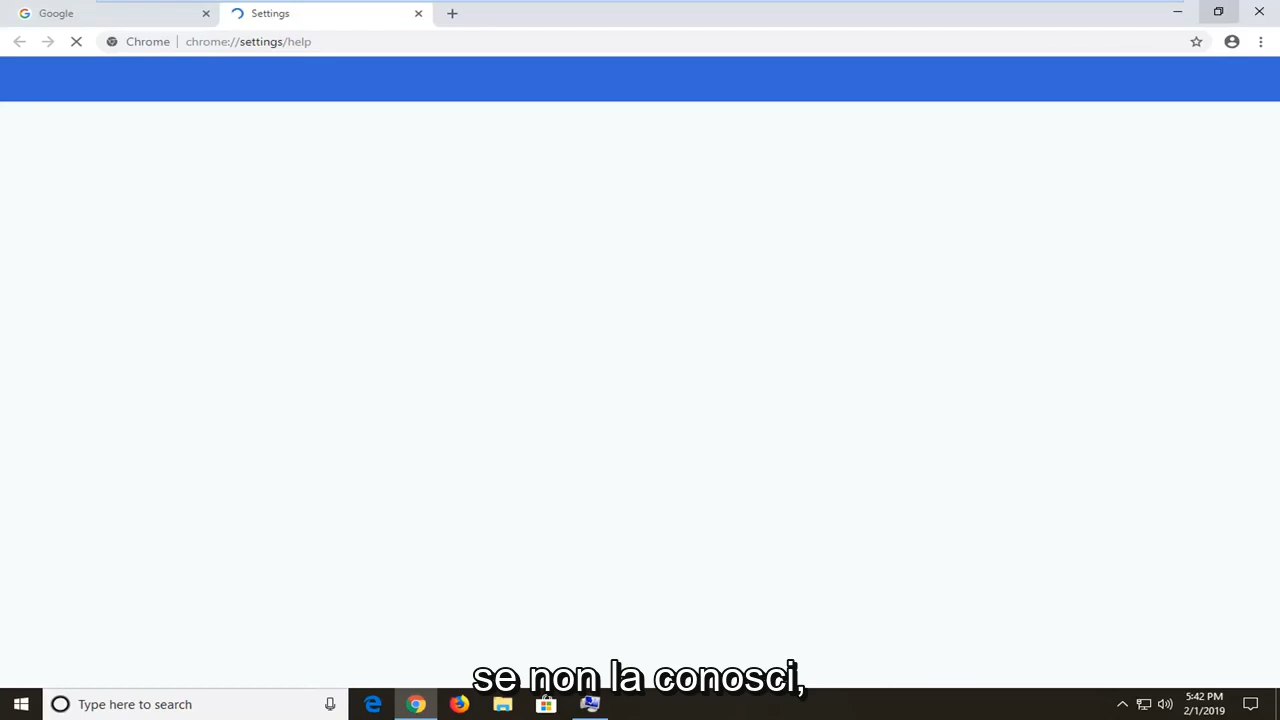 Google
Settings
Chrome
chrome://settings/help
se non la conosci,
Type here to search
5:42 PM
2/1/2019